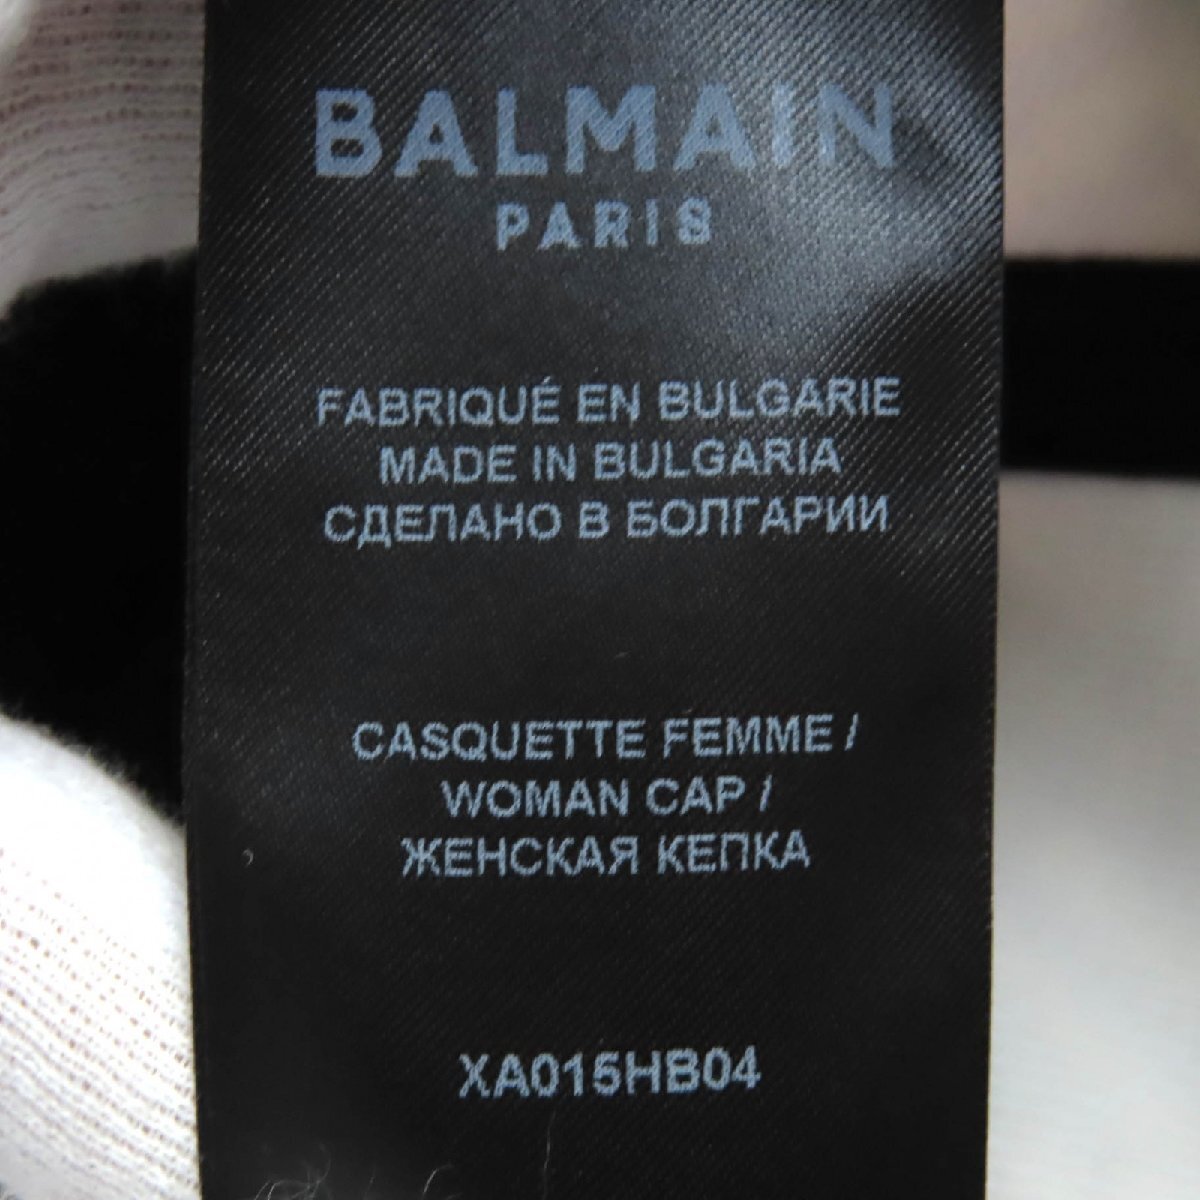 BALMAIN
PARIS
FABRIQUÉ EN BULGARIE
MADE IN BULGARIA
СДЕЛАНО В БОЛГАРИИ
CASQUETTE FEMME /
WOMAN CAP /
ЖЕНСКАЯ КЕПКА
XA015HB04